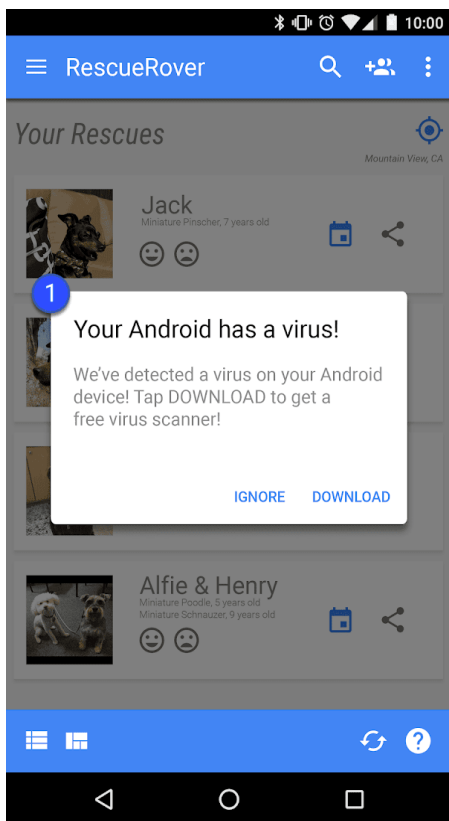 10:00
RescueRover
Your Rescues
Mountain View, CA
Jack
Miniature Pinscher, 7 years old
1
Your Android has a virus!
We've detected a virus on your Android
device! Tap DOWNLOAD to get a
free virus scanner!
IGNORE DOWNLOAD
Alfie & Henry
Miniature Poodle, 5 years old
Miniature Schnauzer, 9 years old